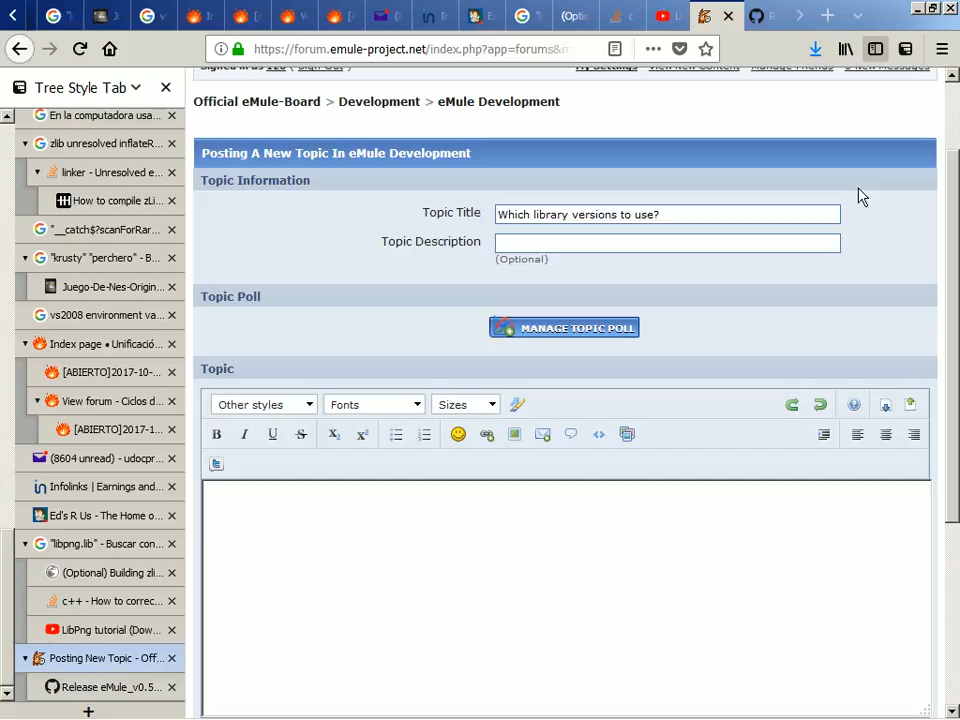 https://forum.emule-project.net/index.php?app=forums&m
Tree Style Tab
En la computadora usa...
zlib unresolved inflateR...
linker - Unresolved e...
How to compile zLi...
"__catch$?scanForRar...
"krusty" "perchero" - B...
Juego-De-Nes-Origin...
vs2008 environment va...
Index page • Unificació...
[ABIERTO]2017-10-...
View forum - Ciclos d...
[ABIERTO]2017-1...
(8604 unread) - udocpr...
Infolinks | Earnings and...
Ed's R Us - The Home o...
"libpng.lib" - Buscar con...
(Optional) Building zli...
c++ - How to correc...
LibPng tutorial (Dow...
Posting New Topic - Off...
Release eMule_v0.5...
Official eMule-Board > Development > eMule Development
Posting A New Topic In eMule Development
Topic Information
Topic Title Which library versions to use?
Topic Description
(Optional)
Topic Poll
MANAGE TOPIC POLL
Topic
Other styles Fonts Sizes
B I U S X2 X2